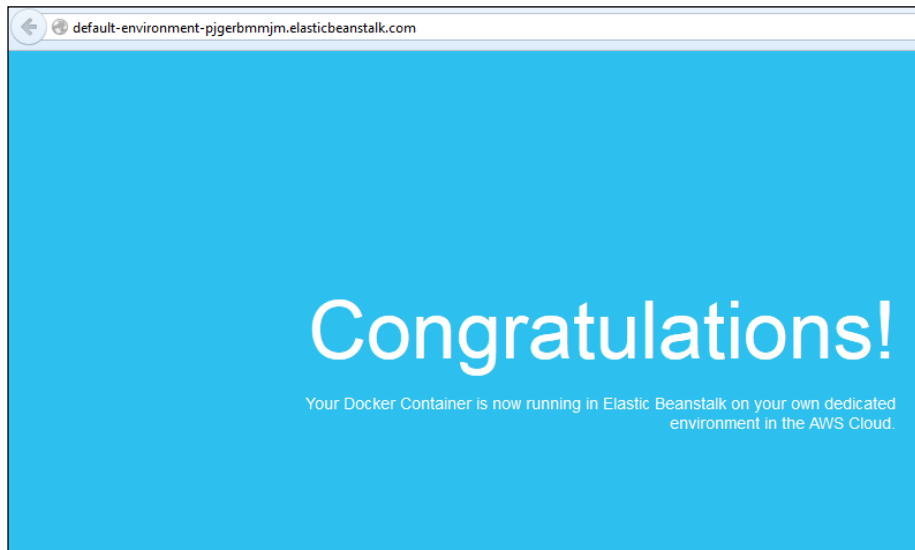 default-environment-pjgerbmmjm.elasticbeanstalk.com
Congratulations!
Your Docker Container is now running in Elastic Beanstalk on your own dedicated
environment in the AWS Cloud.